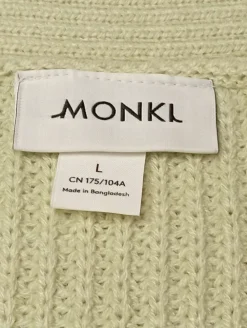 MONKI
L
CN 175/104A
Made in Bangladesh